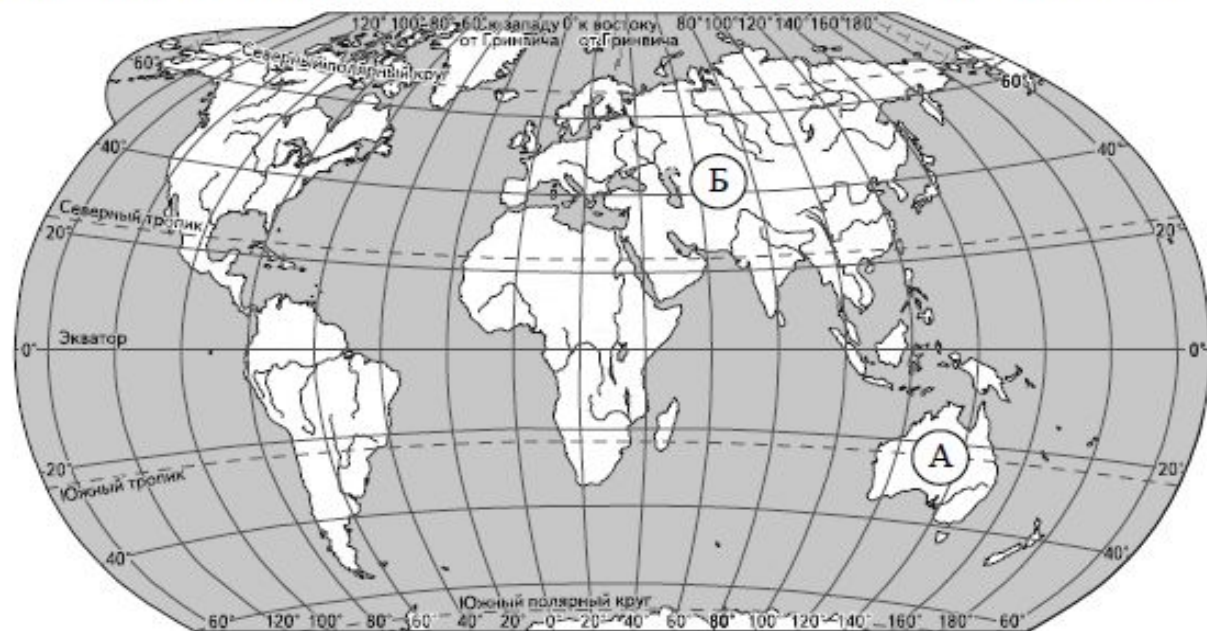 120° 100° 80° 60° к западу 0° к востоку 80° 100° 120° 140° 160° 180°
от Гринвича от Гринвича
Северный полярный круг
60° 60°
40° 40°
Б
Северный тропик
20° 20°
Экватор
0° 0°
А
20° 20°
Южный тропик
40° 40°
Южный полярный круг
60° 120° 100° 80° 60° 40° 20° 0° 20° 40° 60° 80° 100° 120° 140° 160° 180° 60°